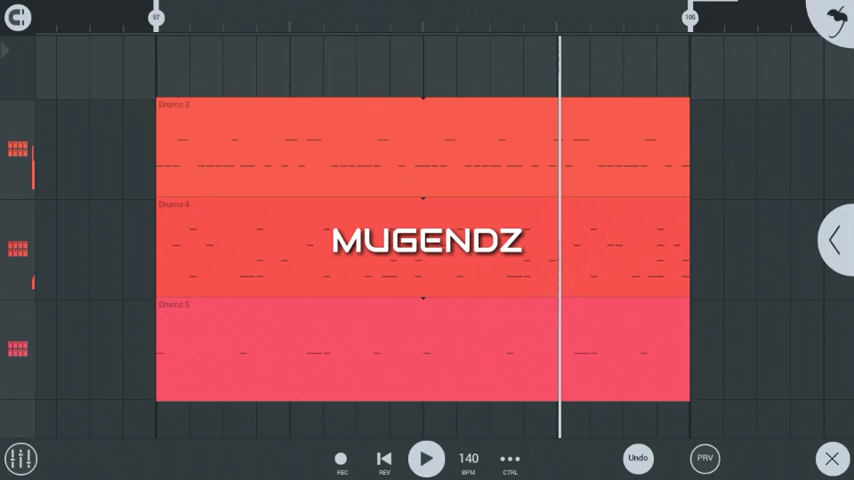 97
105
Drums 3
Drums 4
MUGENDZ
Drums 5
140
Undo
PRV
REC
REV
BPM
CTRL